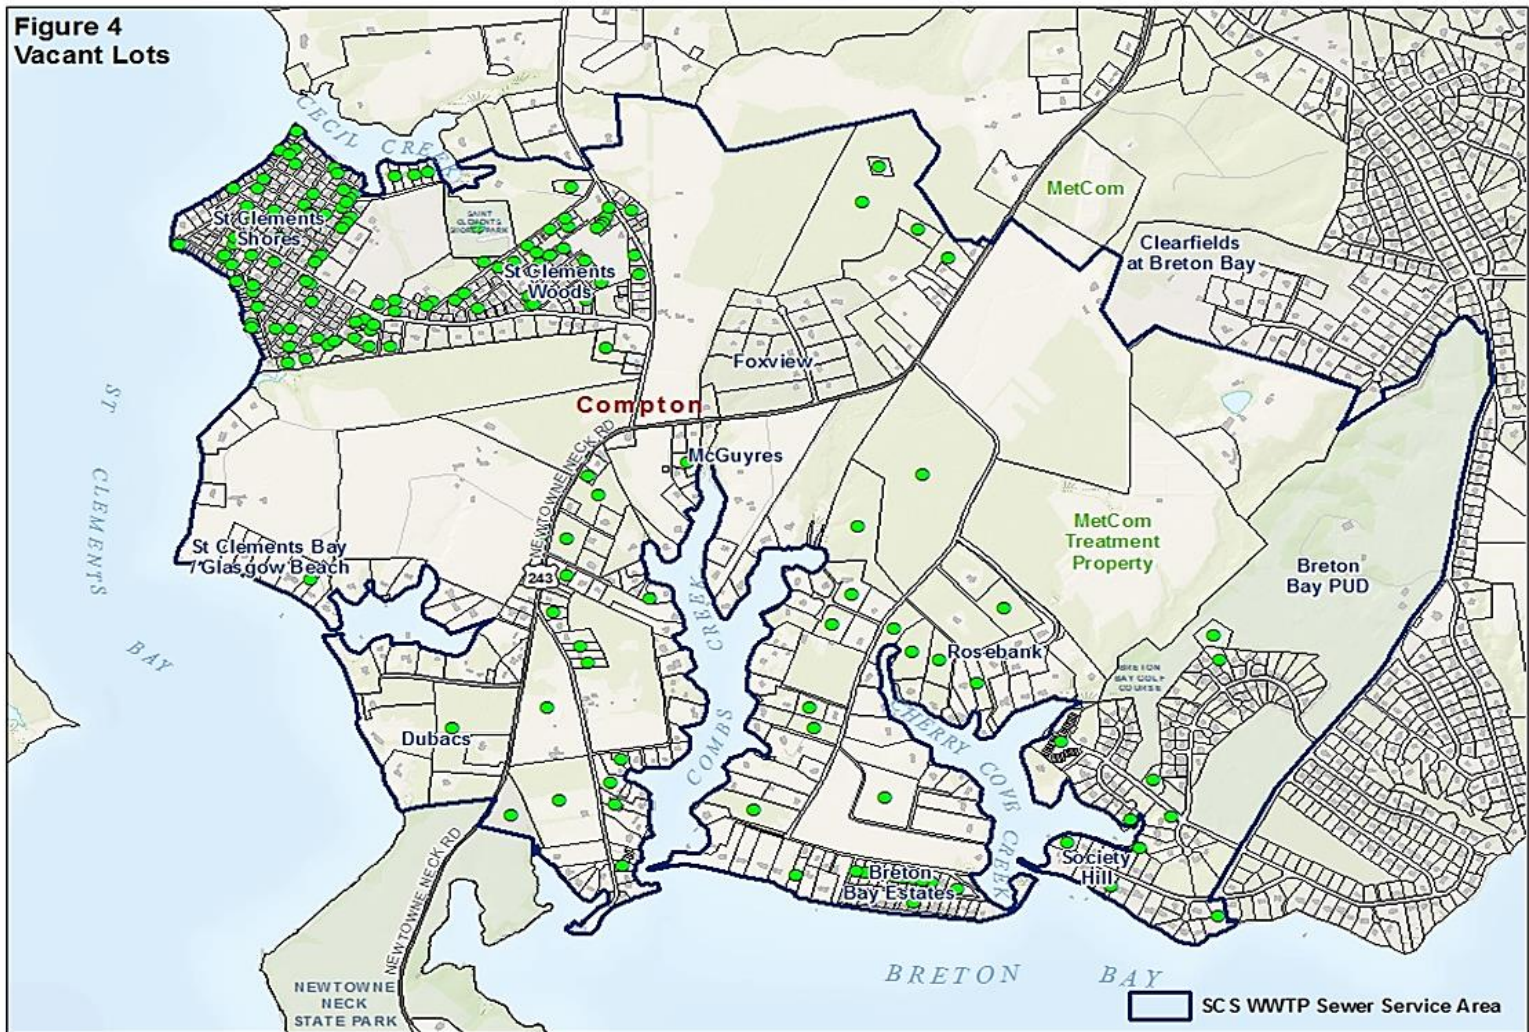 Figure 4
Vacant Lots
CECIL CREEK
MetCom
St Clements
Shores
SAINT
CLEMENTS
SHORES PARK
Clearfields
at Breton Bay
St Clements
Woods
Foxview
Compton
ST CLEMENTS BAY
McGuyres
NEWTOWNE NECK RD
MetCom
Treatment
Property
St Clements Bay
/ Glasgow Beach
243
Breton
Bay PUD
COMBS CREEK
Rosebank
BRETON
BAY GOLF
COURSE
CHERRY COVE CREEK
Dubacs
NEWTOWNE NECK RD
Society
Hill
Breton
Bay Estates
BRETON BAY
NEWTOWNE
NECK
STATE PARK
SCS WWTP Sewer Service Area